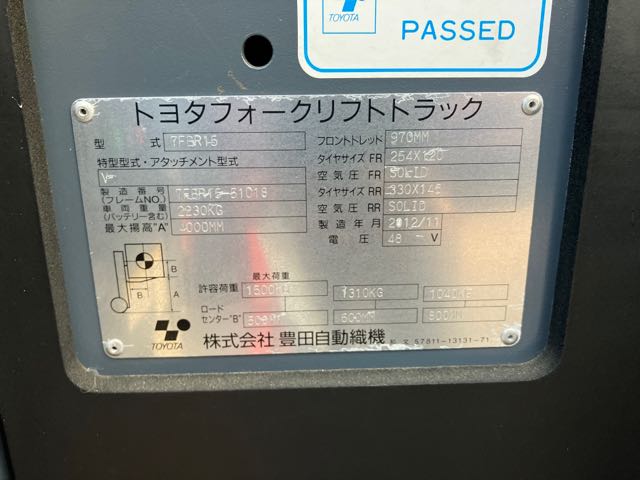 TOYOTA
PASSED
トヨタフォークリフトトラック
型 式 7FBR15
フロントトレッド 970MM
特型型式・アタッチメント型式
V
タイヤサイズ FR 254X120
空気圧 FR SOLID
製造番号
(フレームNO.) 7FBR15-51018
タイヤサイズ RR 330X145
車両重量
(バッテリー含む) 2230KG
空気圧 RR SOLID
最大揚高"A" 4000MM
製造年月 2012/11
電圧 48 V
B
B
A
最大荷重
許容荷重 1500KG 1310KG 1040KG
ロード
センター"B" 500MM 600MM 800MM
TOYOTA
株式会社 豊田自動織機
57811-13131-71